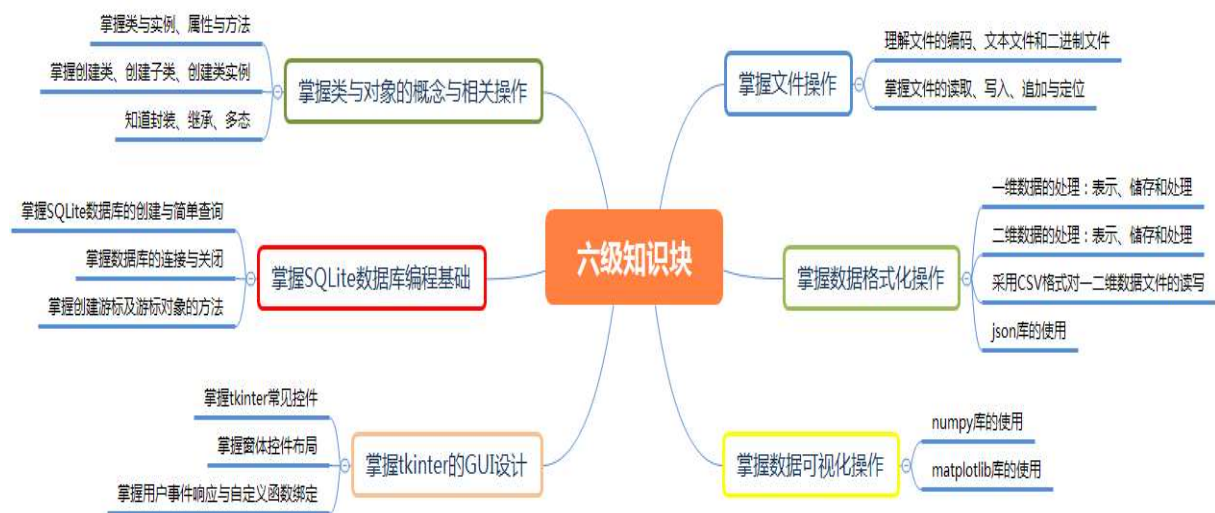 六级知识块
掌握类与对象的概念与相关操作
掌握类与实例、属性与方法
掌握创建类、创建子类、创建类实例
知道封装、继承、多态
掌握SQLite数据库编程基础
掌握SQLite数据库的创建与简单查询
掌握数据库的连接与关闭
掌握创建游标及游标对象的方法
掌握tkinter的GUI设计
掌握tkinter常见控件
掌握窗体控件布局
掌握用户事件响应与自定义函数绑定
掌握文件操作
理解文件的编码、文本文件和二进制文件
掌握文件的读取、写入、追加与定位
掌握数据格式化操作
一维数据的处理：表示、储存和处理
二维数据的处理：表示、储存和处理
采用CSV格式对一二维数据文件的读写
json库的使用
掌握数据可视化操作
numpy库的使用
matplotlib库的使用